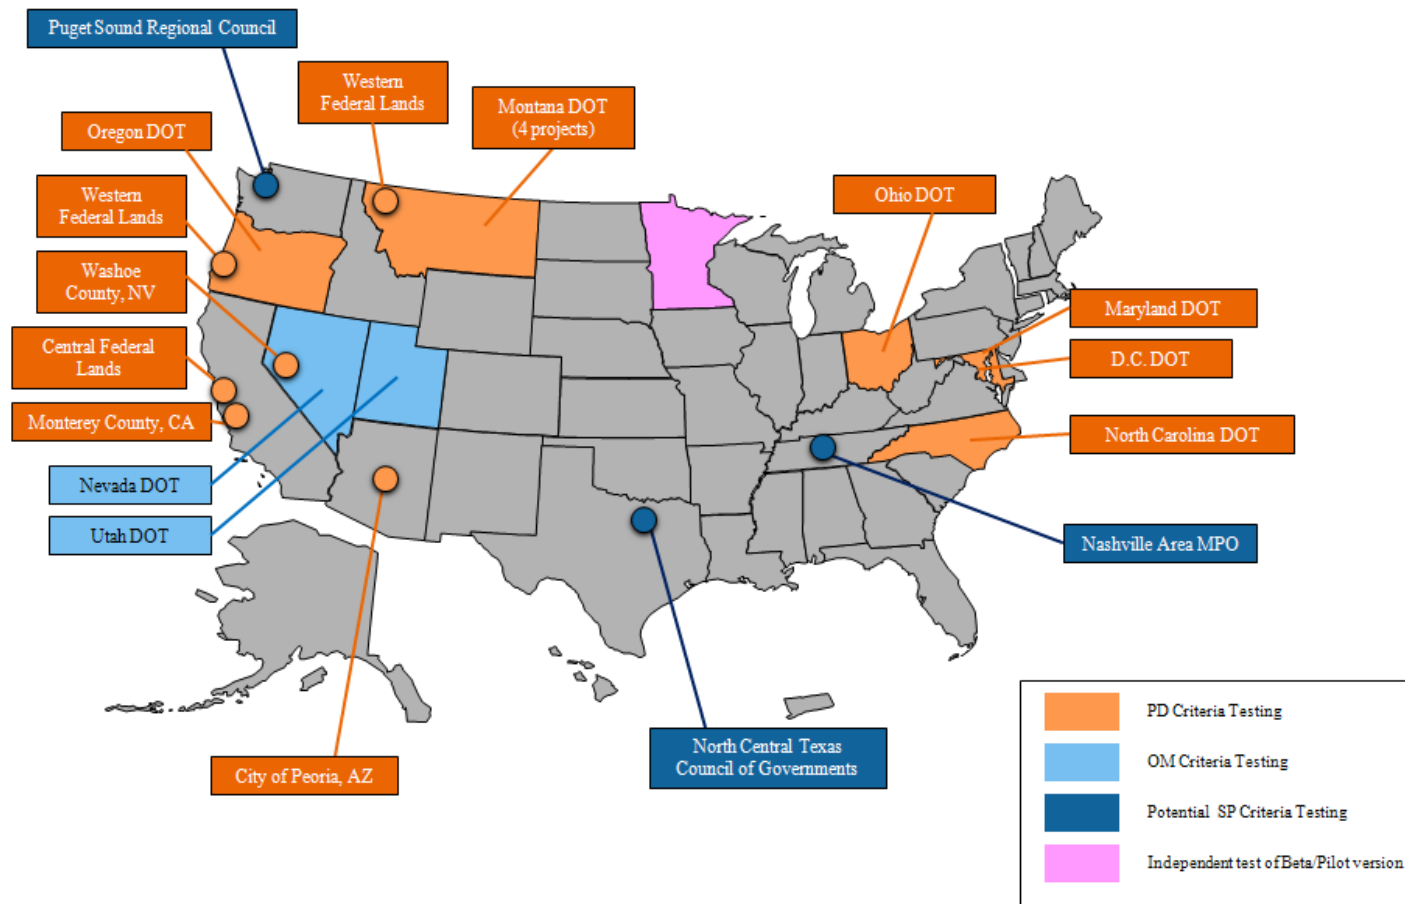 Puget Sound Regional Council
Western
Federal Lands
Montana DOT
(4 projects)
Oregon DOT
Western
Federal Lands
Ohio DOT
Washoe
County, NV
Maryland DOT
Central Federal
Lands
D.C. DOT
Monterey County, CA
North Carolina DOT
Nevada DOT
Utah DOT
Nashville Area MPO
North Central Texas
Council of Governments
City of Peoria, AZ
PD Criteria Testing
OM Criteria Testing
Potential SP Criteria Testing
Independent test of Beta/Pilot version